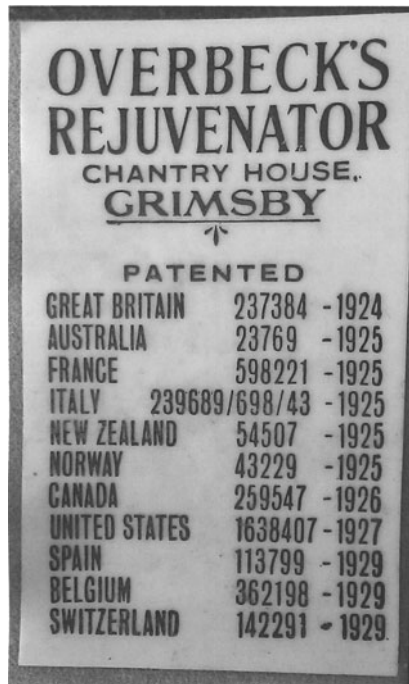 OVERBECK'S
REJUVENATOR
CHANTRY HOUSE,
GRIMSBY
PATENTED
GREAT BRITAIN 237384 - 1924
AUSTRALIA 23769 - 1925
FRANCE 598221 - 1925
ITALY 239689/698/43 - 1925
NEW ZEALAND 54507 - 1925
NORWAY 43229 - 1925
CANADA 259547 - 1926
UNITED STATES 1638407 - 1927
SPAIN 113799 - 1929
BELGIUM 362198 - 1929
SWITZERLAND 142291 - 1929